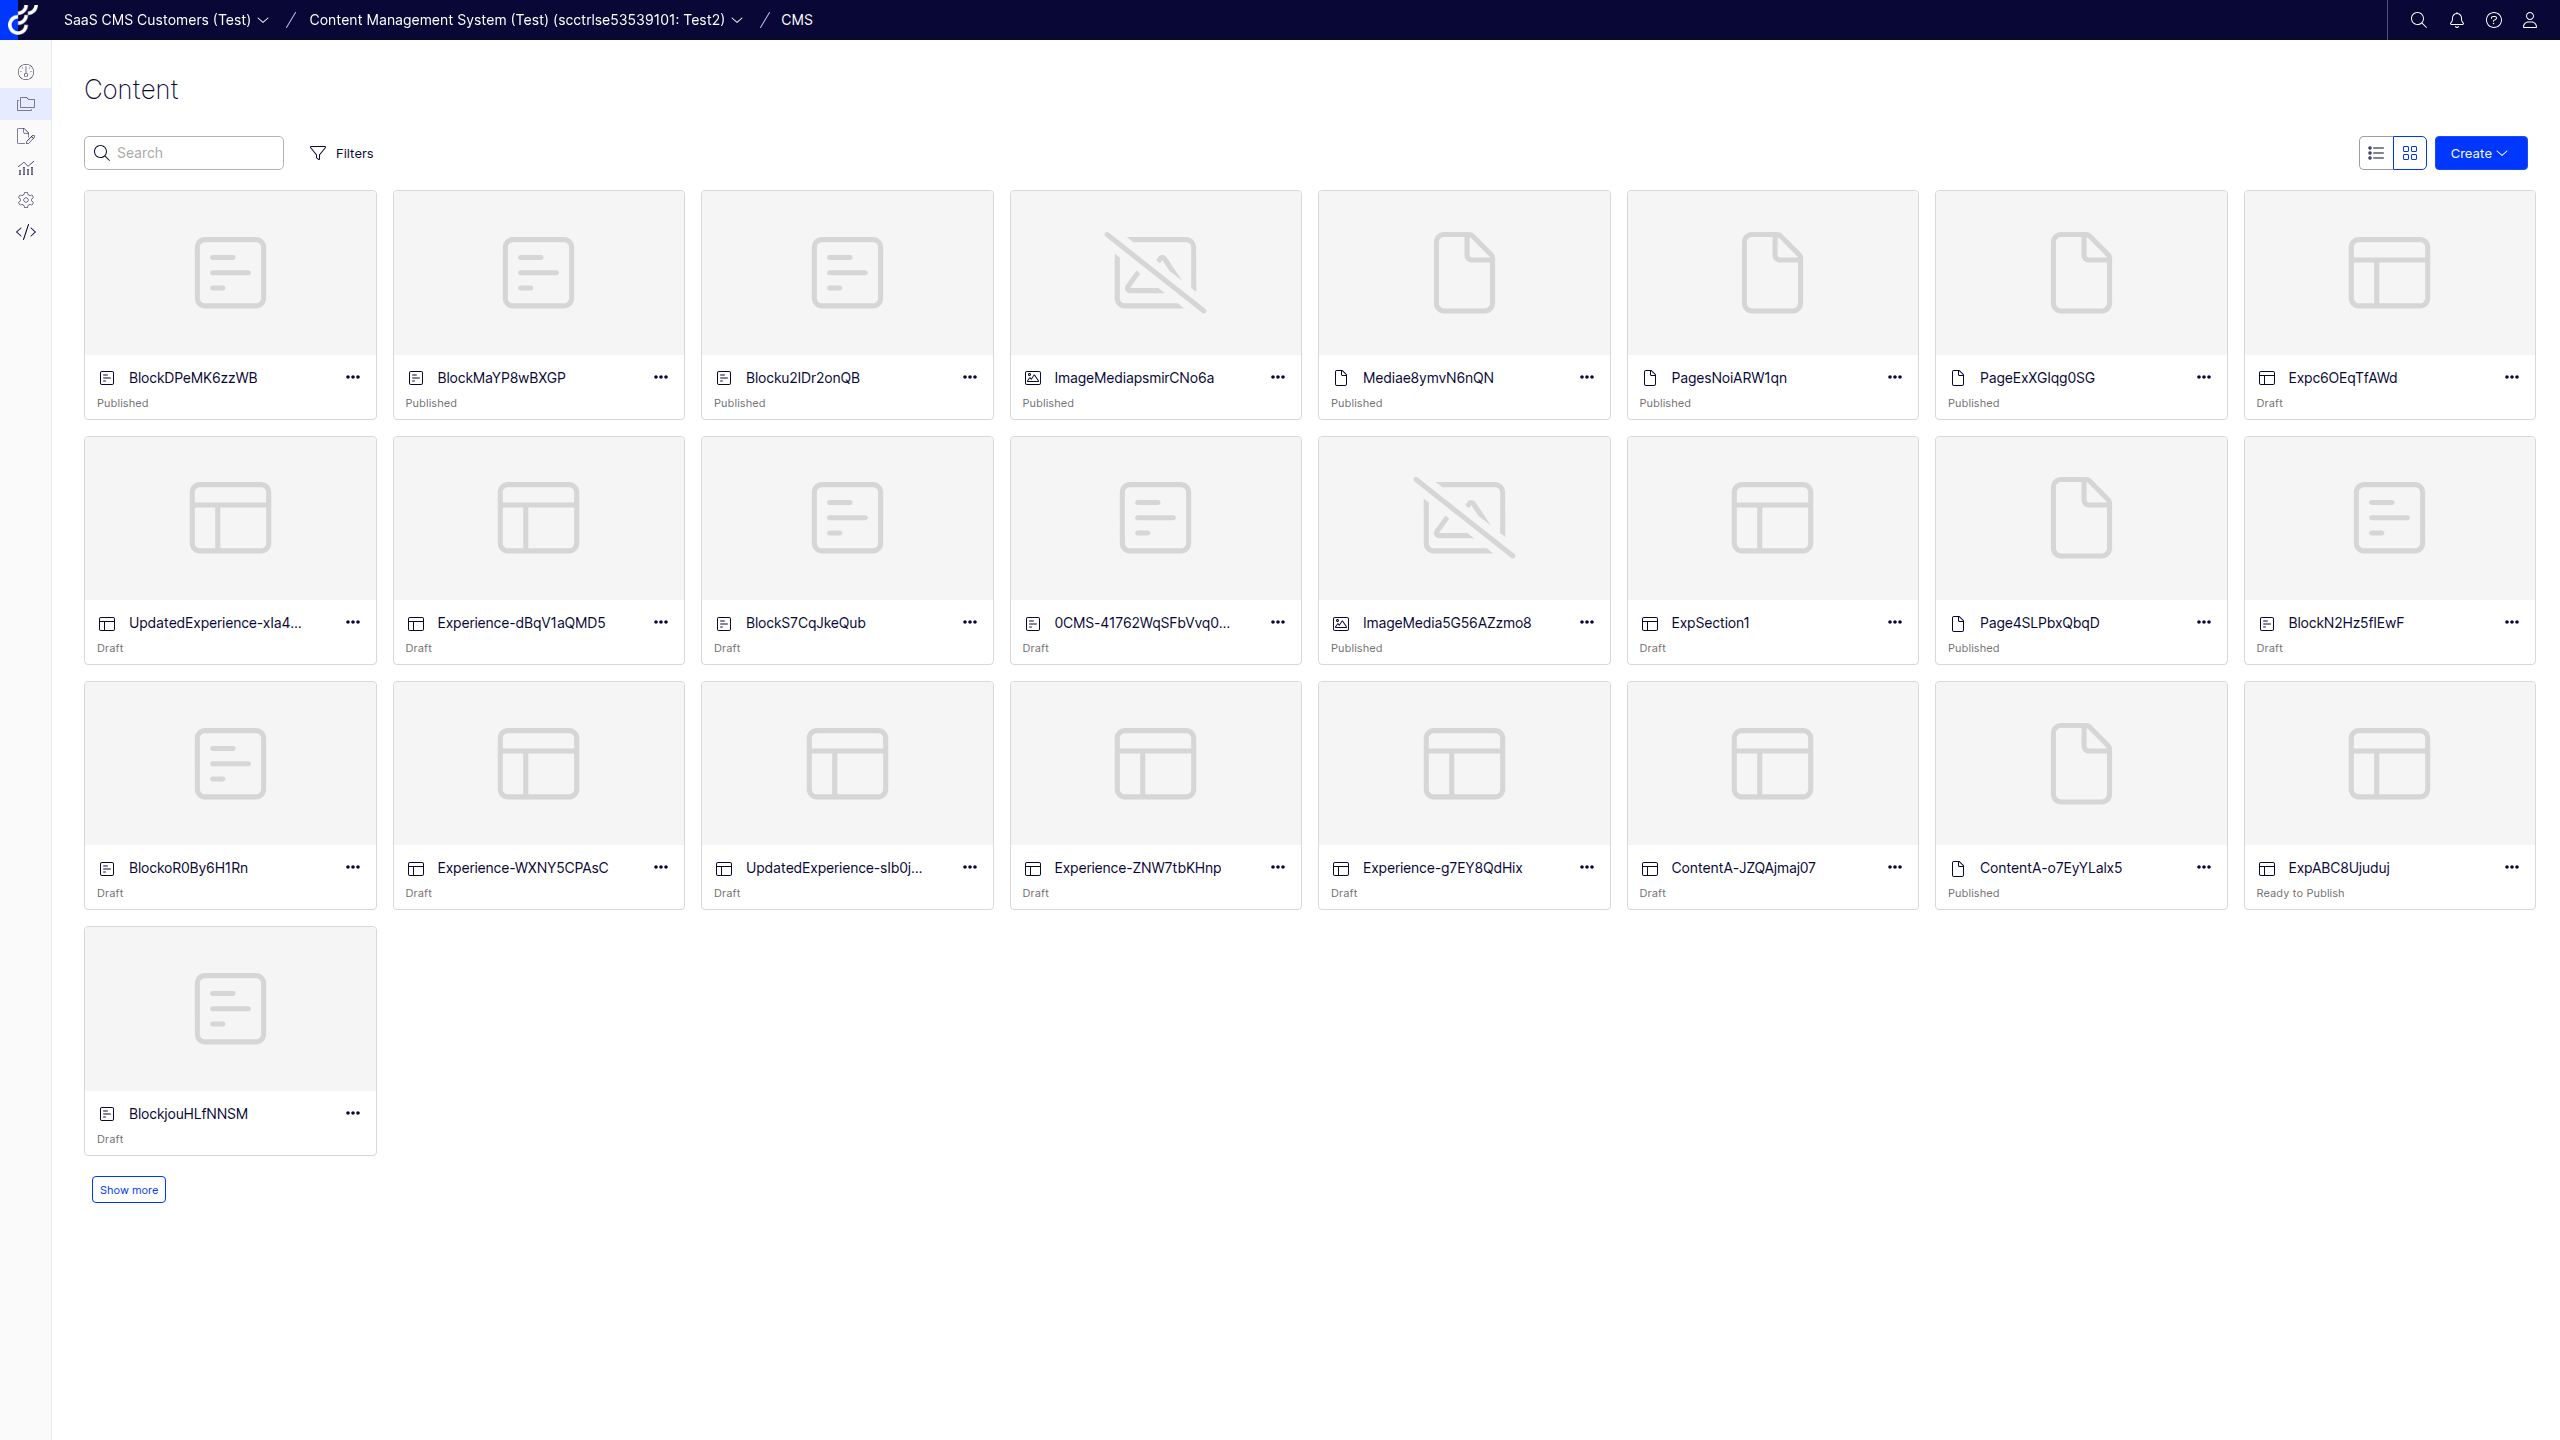 SaaS CMS Customers (Test) / Content Management System (Test) (scctrlse53539101: Test2) / CMS
Content
Search Filters Create
BlockDPeMK6zzWB BlockMaYP8wBXGP Blocku2IDr2onQB ImageMediapsmirCNo6a Mediae8ymvN6nQN PagesNoiARW1qn PageExXGlqg0SG Expc6OEqTfAWd
Published Published Published Published Published Published Published Draft
UpdatedExperience-xla4... Experience-dBqV1aQMD5 BlockS7CqJkeQub 0CMS-41762WqSFbVvq0... ImageMedia5G56AZzmo8 ExpSection1 Page4SLPbxQbqD BlockN2Hz5flEwF
Draft Draft Draft Draft Published Draft Published Draft
BlockoR0By6H1Rn Experience-WXNY5CPAsC UpdatedExperience-slb0j... Experience-ZNW7tbKHnp Experience-g7EY8QdHix ContentA-JZQAjmaj07 ContentA-o7EyYLalx5 ExpABC8Ujuduj
Draft Draft Draft Draft Draft Draft Published Ready to Publish
BlockjouHLfNNSM
Draft
Show more